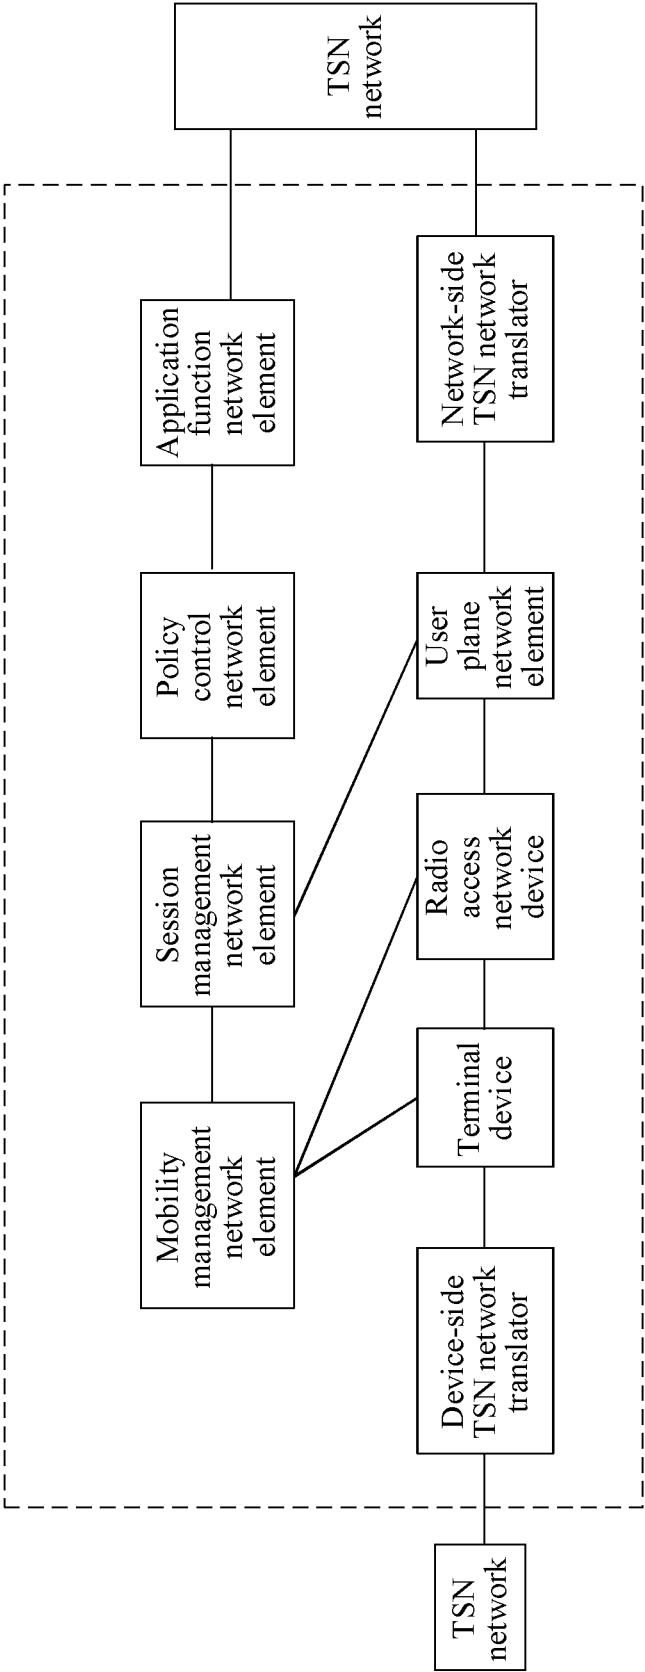 Mobility
management
network
element
Session
management
network
element
Policy
control
network
element
Application
function
network
element
TSN
network
TSN
network
Device-side
TSN network
translator
Terminal
device
Radio
access
network
device
User
plane
network
element
Network-side
TSN network
translator